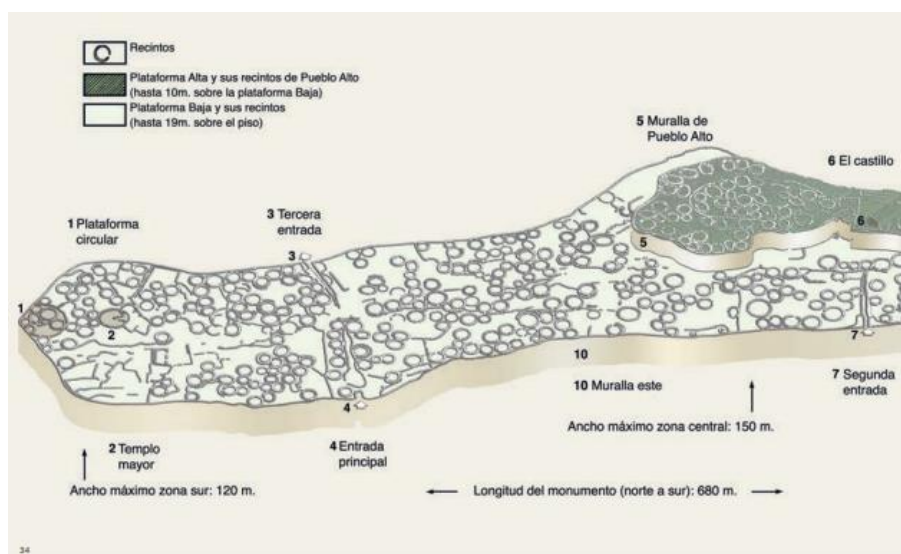 Recintos
Plataforma Alta y sus recintos de Pueblo Alto
(hasta 10m. sobre la plataforma Baja)
Plataforma Baja y sus recintos
(hasta 19m. sobre el piso)
5 Muralla de
Pueblo Alto
6 El castillo
3 Tercera
entrada
1 Plataforma
circular
3
6
5
1
2
7
10
4
10 Muralla este
7 Segunda
entrada
Ancho máximo zona central: 150 m.
2 Templo
mayor
4 Entrada
principal
Ancho máximo zona sur: 120 m.
Longitud del monumento (norte a sur): 680 m.
34